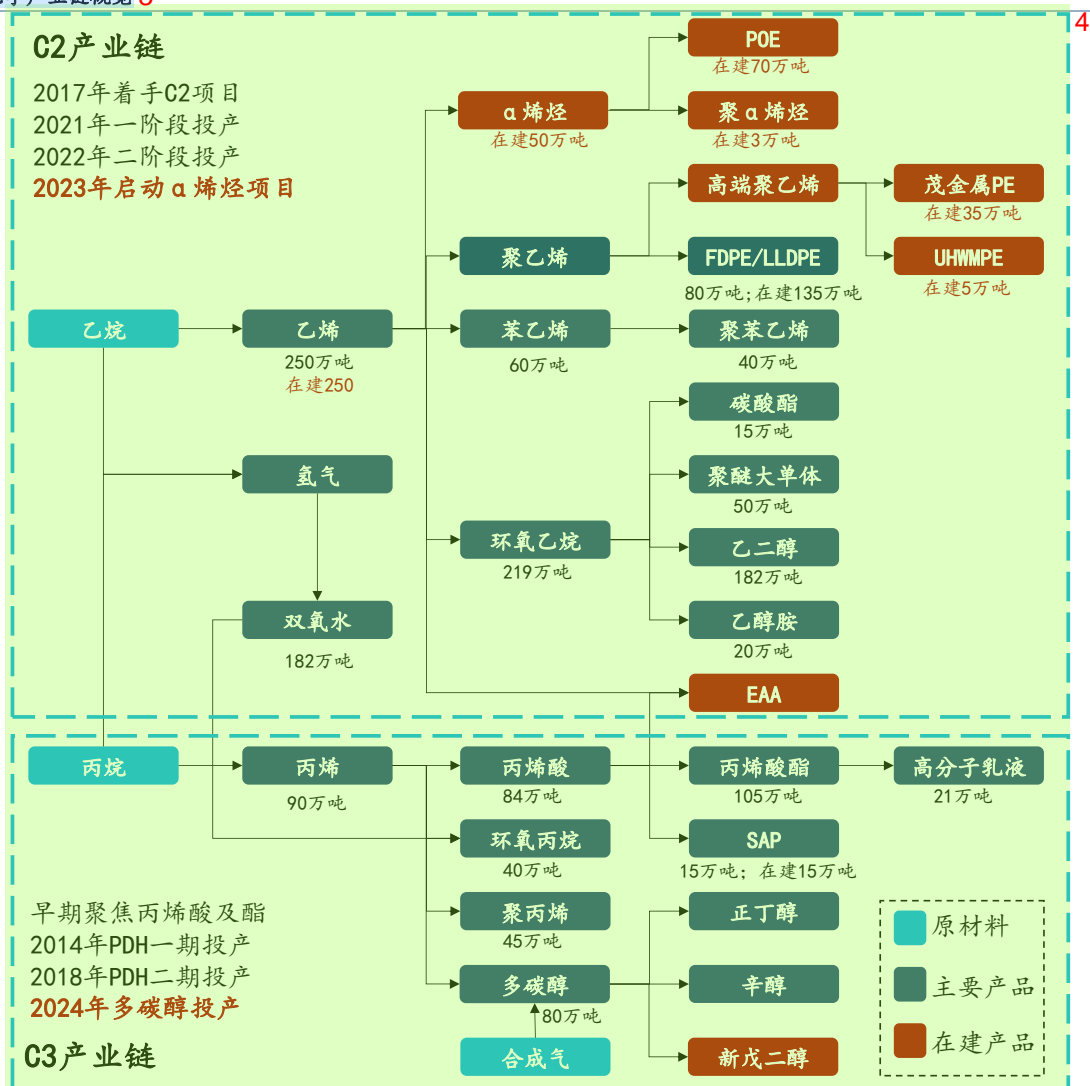 产业链概览
C2产业链
2017年着手C2项目
2021年一阶段投产
2022年二阶段投产
2023年启动α烯烃项目
4
POE
在建70万吨
α烯烃
在建50万吨
聚α烯烃
在建3万吨
高端聚乙烯
茂金属PE
在建35万吨
聚乙烯
FDPE/LLDPE
80万吨;在建135万吨
UHWMPE
在建5万吨
乙烷
乙烯
250万吨
在建250
苯乙烯
60万吨
聚苯乙烯
40万吨
碳酸酯
15万吨
氢气
聚醚大单体
50万吨
环氧乙烷
219万吨
乙二醇
182万吨
双氧水
182万吨
乙醇胺
20万吨
EAA
丙烷
丙烯
90万吨
丙烯酸
84万吨
丙烯酸酯
105万吨
高分子乳液
21万吨
环氧丙烷
40万吨
SAP
15万吨; 在建15万吨
聚丙烯
45万吨
正丁醇
多碳醇
80万吨
辛醇
合成气
新戊二醇
早期聚焦丙烯酸及酯
2014年PDH一期投产
2018年PDH二期投产
2024年多碳醇投产
C3产业链
原材料
主要产品
在建产品